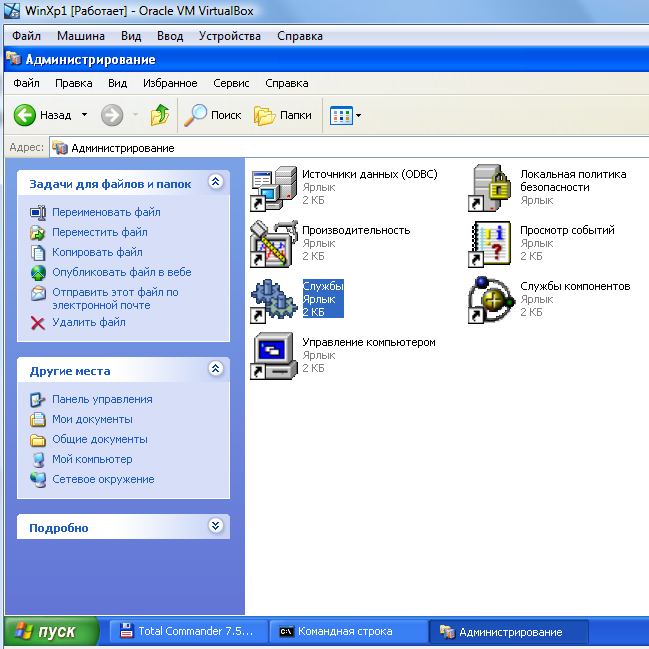 WinXp1 [Работает] - Oracle VM VirtualBox
Файл Машина Вид Ввод Устройства Справка
Администрирование
Файл Правка Вид Избранное Сервис Справка
Назад Поиск Папки
Адрес: Администрирование
Задачи для файлов и папок
Переименовать файл
Переместить файл
Копировать файл
Опубликовать файл в вебе
Отправить этот файл по
электронной почте
Удалить файл
Другие места
Панель управления
Мои документы
Общие документы
Мой компьютер
Сетевое окружение
Подробно
Источники данных (ODBC)
Ярлык
2 КБ
Локальная политика
безопасности
Ярлык
Производительность
Ярлык
2 КБ
Просмотр событий
Ярлык
2 КБ
Службы
Ярлык
2 КБ
Службы компонентов
Ярлык
2 КБ
Управление компьютером
Ярлык
2 КБ
пуск Total Commander 7.5... Командная строка Администрирование